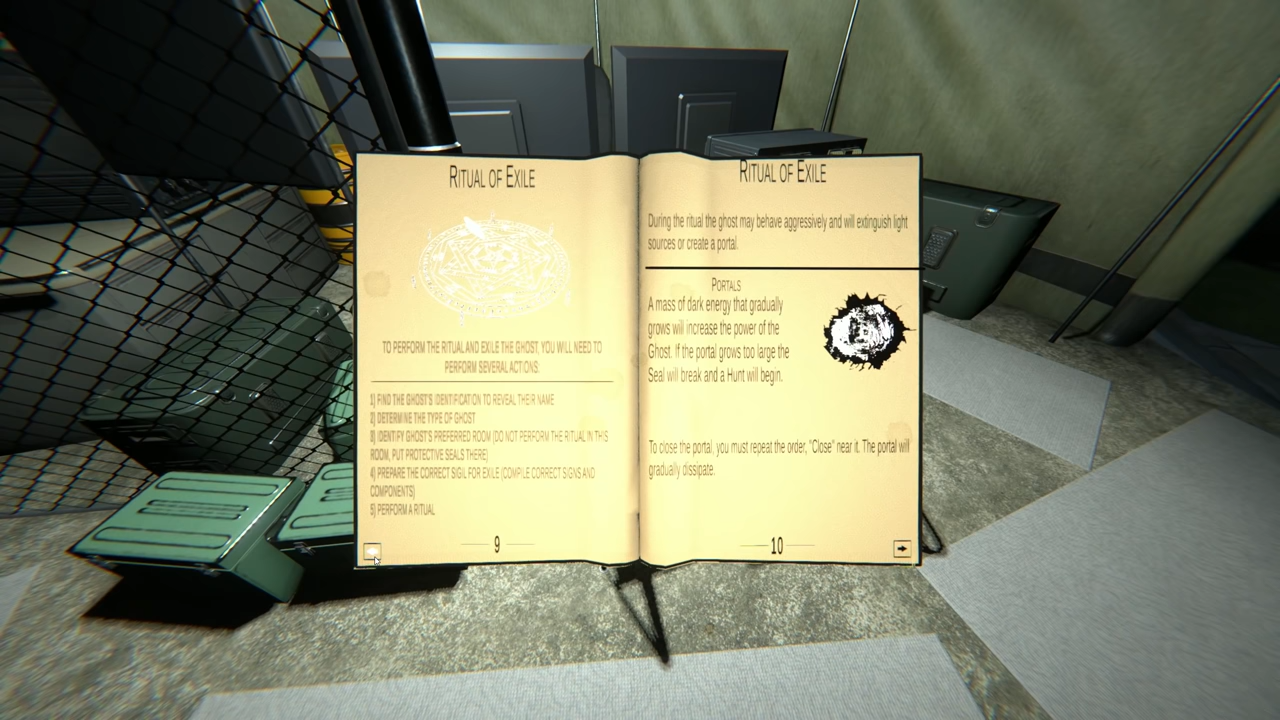 RITUAL OF EXILE
TO PERFORM THE RITUAL AND EXILE THE GHOST, YOU WILL NEED TO
PERFORM SEVERAL ACTIONS:
1) FIND THE GHOST'S IDENTIFICATION TO REVEAL THEIR NAME
2) DETERMINE THE TYPE OF GHOST
3) IDENTIFY GHOST'S PREFERRED ROOM (DO NOT PERFORM THE RITUAL IN THIS
ROOM, PUT PROTECTIVE SEALS THERE)
4) PREPARE THE CORRECT SIGIL FOR EXILE (COMPILE CORRECT SIGNS AND
COMPONENTS)
5) PERFORM A RITUAL
9
RITUAL OF EXILE
During the ritual the ghost may behave aggressively and will extinguish light
sources or create a portal.
PORTALS
A mass of dark energy that gradually
grows will increase the power of the
Ghost. If the portal grows too large the
Seal will break and a Hunt will begin.
To close the portal, you must repeat the order, "Close" near it. The portal will
gradually dissipate.
10